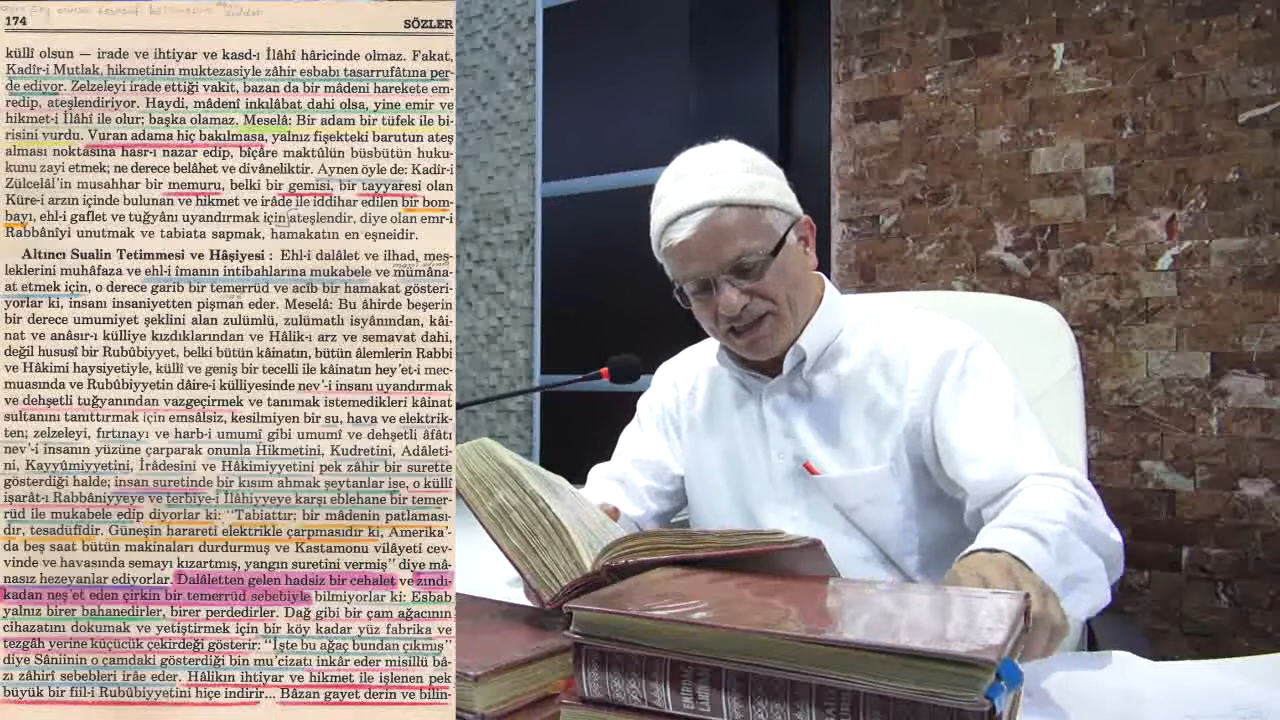 174
SÖZLER
küllî olsun — irade ve ihtiyar ve kasd-ı İlâhî hâricinde olmaz. Fakat,
Kadîr-i Mutlak, hikmetinin muktezasiyle zâhir esbabı tasarrufâtına per-
de ediyor. Zelzeleyi irade ettiği vakit, bazan da bir mâdeni harekete em-
redip, ateşlendiriyor. Haydi, mâdenî inkılâbat dahi olsa, yine emir ve
hikmet-i İlâhî ile olur; başka olamaz. Meselâ: Bir adam bir tüfek ile bi-
risini vurdu. Vuran adama hiç bakılmasa, yalnız fişekteki barutun ateş
alması noktasına hasr-ı nazar edip, bîçâre maktûlün büsbütün huku-
kunu zayi etmek; ne derece belâhet ve divâneliktir. Aynen öyle de: Kadîr-i
Zülcelâl'in musahhar bir memuru, belki bir gemisi, bir tayyaresi olan
Küre-i arzın içinde bulunan ve hikmet ve irâde ile iddihar edilen bir bom-
bayı, ehl-i gaflet ve tuğyânı uyandırmak için ateşlendir, diye olan emr-i
Rabbânîyi unutmak ve tabiata sapmak, hamakatın en eşneidir.
Altıncı Sualin Tetimmesi ve Hâşiyesi : Ehl-i dalâlet ve ilhad, mes-
leklerini muhâfaza ve ehl-i îmanın intibahlarına mukabele ve mümâna-
at etmek için, o derece garib bir temerrüd ve acîb bir hamakat gösteri-
yorlar ki, insanı insaniyetten pişman eder. Meselâ: Bu âhirde beşerin
bir derece umumiyet şeklini alan zulümlü, zulümatlı isyânından, kâi-
nat ve anâsır-ı külliye kızdıklarından ve Hâlik-ı arz ve semavat dahi,
değil hususî bir Rubûbiyyet, belki bütün kâinatın, bütün âlemlerin Rabbi
ve Hâkimi haysiyetiyle, küllî ve geniş bir tecelli ile kâinatın hey'et-i mec-
muasında ve Rubûbiyyetin dâire-i külliyesinde nev'-i insanı uyandırmak
ve dehşetli tuğyanından vazgeçirmek ve tanımak istemedikleri kâinat
sultanını tanıttırmak için emsâlsiz, kesilmiyen bir su, hava ve elektrik-
ten; zelzeleyi, fırtınayı ve harb-i umumî gibi umumî ve dehşetli âfâtı
nev'-i insanın yüzüne çarparak onunla Hikmetini, Kudretini, Adâleti-
ni, Kayyûmiyyetini, İrâdesini ve Hâkimiyyetini pek zâhir bir surette
gösterdiği halde; insan suretinde bir kısım ahmak şeytanlar ise, o küllî
işarât-ı Rabbâniyyeye ve terbiye-i İlâhiyyeye karşı eblehane bir temer-
rüd ile mukabele edip diyorlar ki: "Tabiattır; bir mâdenin patlaması-
dır, tesadüfîdir. Güneşin harareti elektrikle çarpmasıdır ki, Amerika'-
da beş saat bütün makinaları durdurmuş ve Kastamonu vilâyeti cev-
vinde ve havasında semayı kızartmış, yangın suretini vermiş" diye mâ-
nasız hezeyanlar ediyorlar. Dalâletten gelen hadsiz bir cehalet ve zındı-
kadan neş'et eden çirkin bir temerrüd sebebiyle bilmiyorlar ki: Esbab
yalnız birer bahanedirler, birer perdedirler. Dağ gibi bir çam ağacının
cihazatını dokumak ve yetiştirmek için bir köy kadar yüz fabrika ve
tezgâh yerine küçücük çekirdeği gösterir: "İşte bu ağaç bundan çıkmış"
diye Sâniinin o camdaki gösterdiği bin mu'cizatı inkâr eder misillü bâ-
zı zâhirî sebebleri irâe eder. Hâlikın ihtiyar ve hikmet ile işlenen pek
büyük bir fiil-i Rubûbiyyetini hiçe indirir... Bâzan gayet derin ve bilin-
EMİRDAĞ